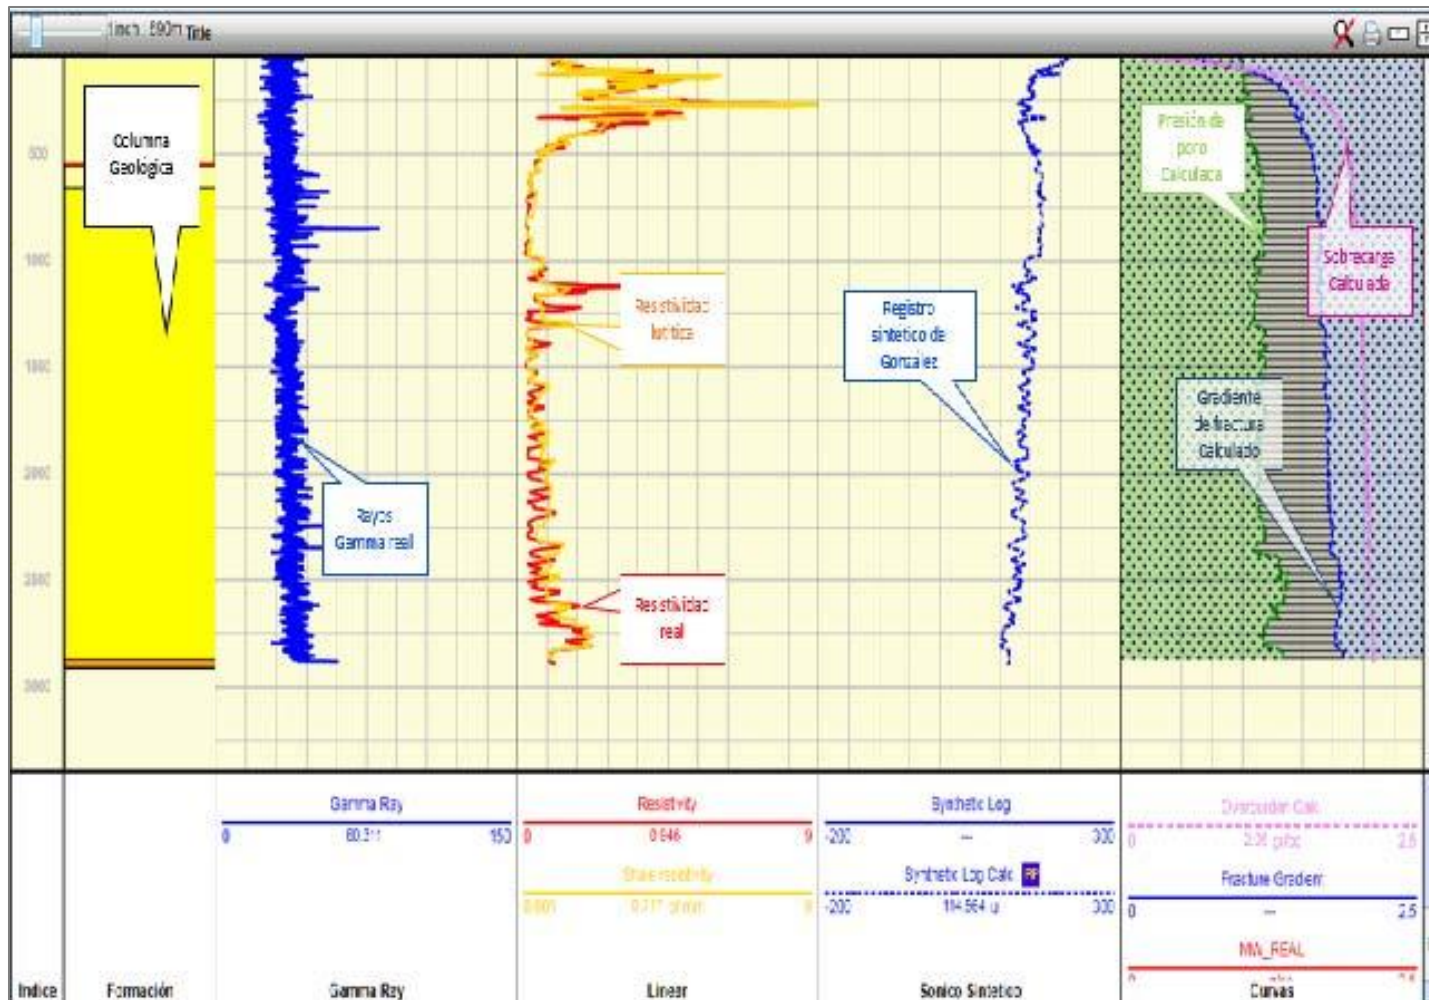 Title
Columna
Geológica
Presión de
poro
Calculada
500
1000
1500
2000
2500
3000
Sobrecarga
Calculada
Resistividad
lutitica
Registro
sintetico de
Gonzalez
Gradiente
de fractura
Calculado
Rayos
Gamma real
Resistividad
real
Gamma Ray
0 150
Resistivity
0 0.946 9
Shale resistivity
9
Synthetic Log
-200 --- 300
Synthetic Log Calc
-200 300
Overburden Calc
0 2.5
Fracture Gradient
0 --- 2.5
MW_REAL
Indice
Formación
Gamma Ray
Linear
Sonico Sintetico
Curvas